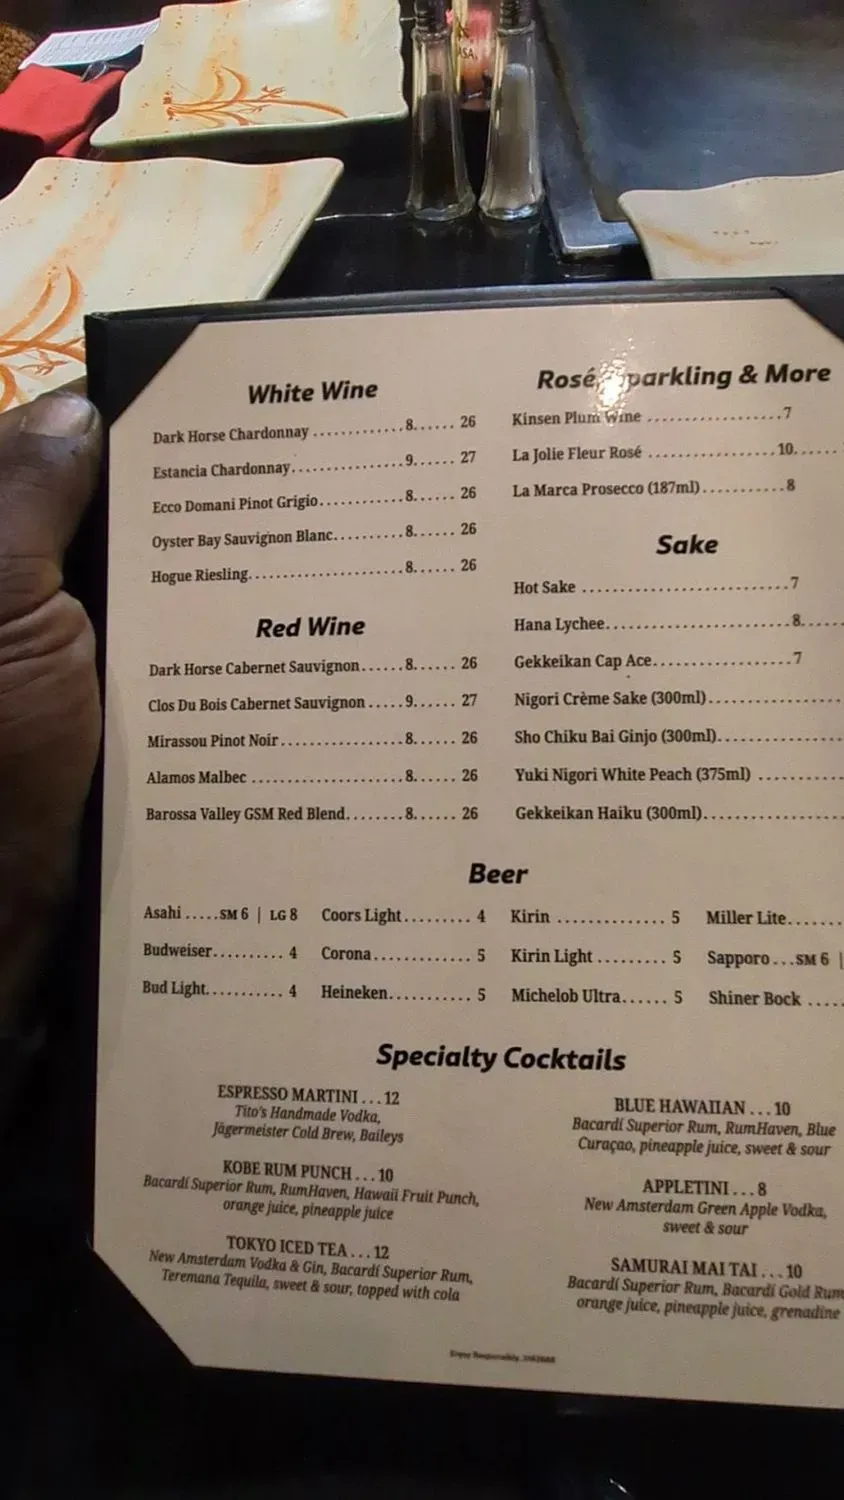 White Wine
Dark Horse Chardonnay ............8...... 26
Estancia Chardonnay...............9...... 27
Ecco Domani Pinot Grigio...........8...... 26
Oyster Bay Sauvignon Blanc.........8...... 26
Hogue Riesling.....................8...... 26
Red Wine
Dark Horse Cabernet Sauvignon......8...... 26
Clos Du Bois Cabernet Sauvignon .....9...... 27
Mirassou Pinot Noir................8...... 26
Alamos Malbec .....................8...... 26
Barossa Valley GSM Red Blend........8...... 26
Rosé, Sparkling & More
Kinsen Plum Wine ..................7
La Jolie Fleur Rosé .................10......
La Marca Prosecco (187ml)...........8
Sake
Hot Sake ............................7
Hana Lychee.........................8.....
Gekkeikan Cap Ace...................7
Nigori Crème Sake (300ml)..................
Sho Chiku Bai Ginjo (300ml)................
Yuki Nigori White Peach (375ml) ...........
Gekkeikan Haiku (300ml)..................
Beer
Asahi .....SM 6 | LG 8
Budweiser.......... 4
Bud Light........... 4
Coors Light......... 4
Corona............. 5
Heineken........... 5
Kirin ............. 5
Kirin Light ......... 5
Michelob Ultra...... 5
Miller Lite.......
Sapporo...SM 6 |
Shiner Bock .....
Specialty Cocktails
ESPRESSO MARTINI ... 12
Tito's Handmade Vodka,
Jägermeister Cold Brew, Baileys
KOBE RUM PUNCH ... 10
Bacardí Superior Rum, RumHaven, Hawaii Fruit Punch,
orange juice, pineapple juice
TOKYO ICED TEA ... 12
New Amsterdam Vodka & Gin, Bacardí Superior Rum,
Teremana Tequila, sweet & sour, topped with cola
BLUE HAWAIIAN ... 10
Bacardí Superior Rum, RumHaven, Blue
Curaçao, pineapple juice, sweet & sour
APPLETINI ... 8
New Amsterdam Green Apple Vodka,
sweet & sour
SAMURAI MAI TAI ... 10
Bacardí Superior Rum, Bacardí Gold Rum
orange juice, pineapple juice, grenadine
Enjoy Responsibly.